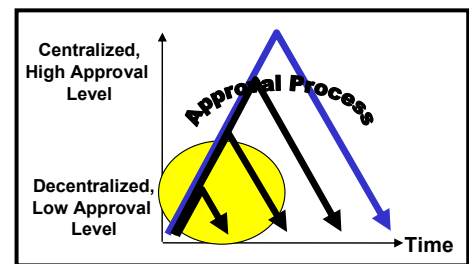 Centralized,
High Approval
Level
Approval Process
Decentralized,
Low Approval
Level
Time